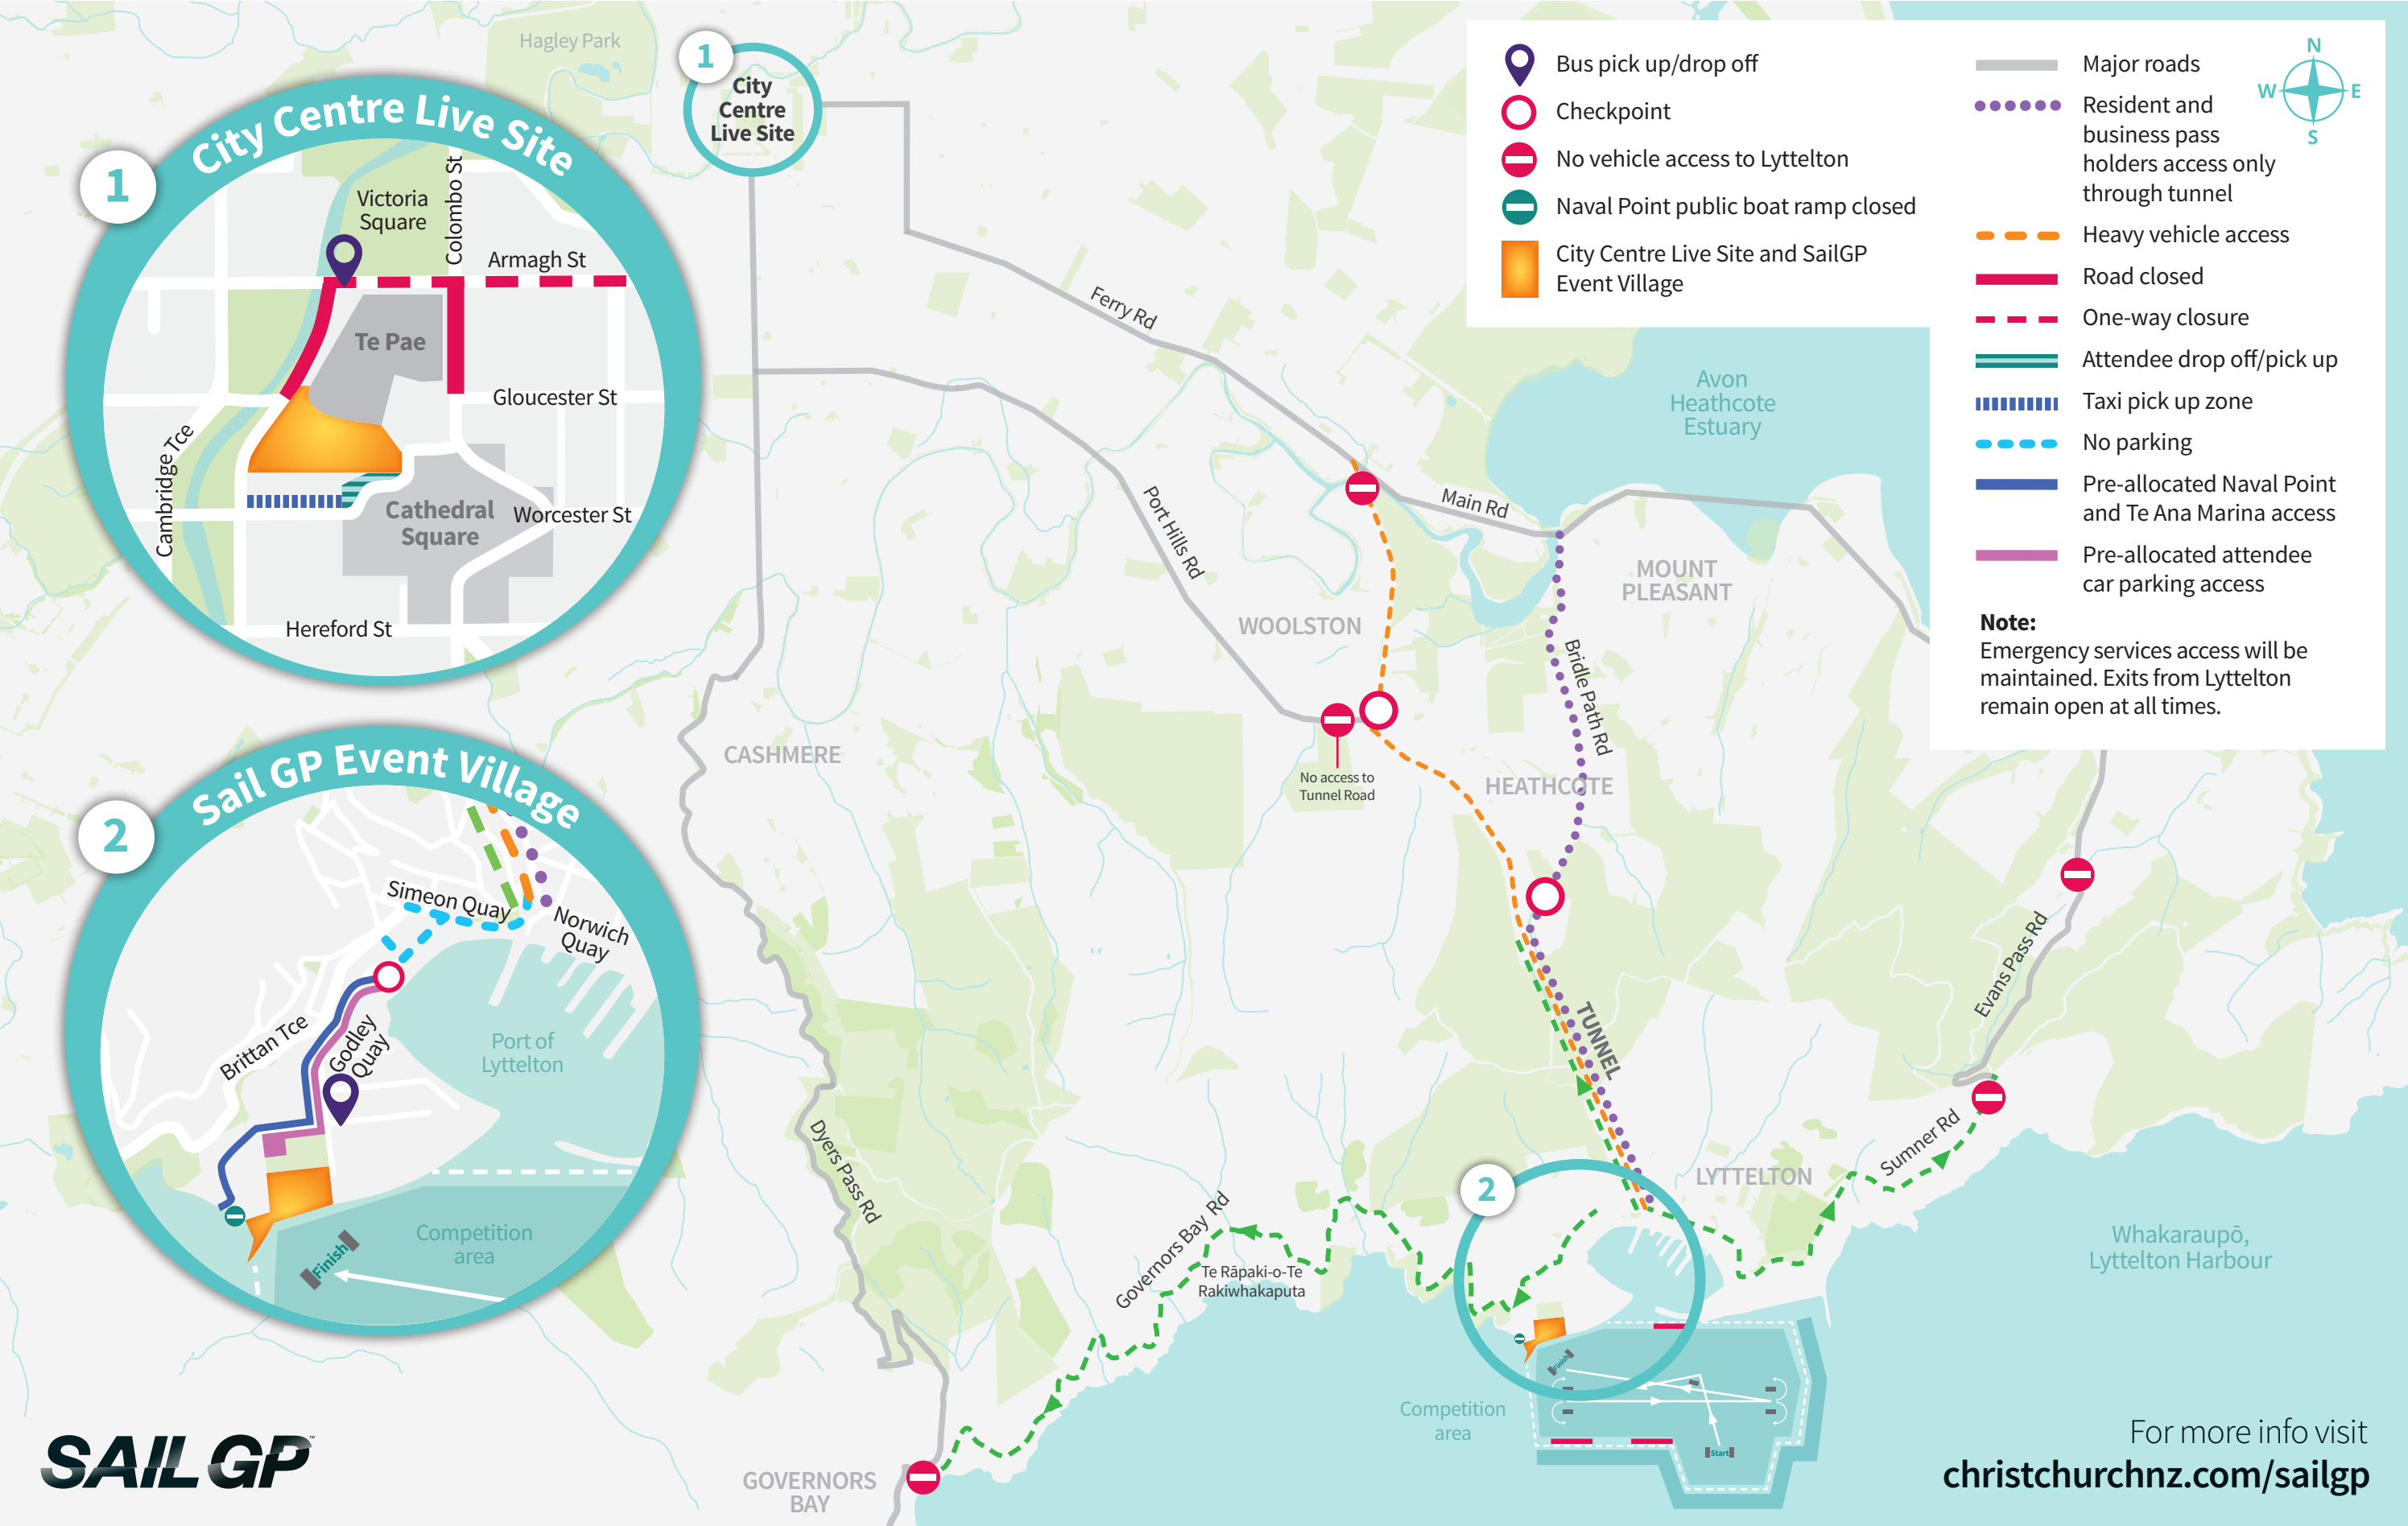 Hagley Park
1
City
Centre
Live Site
City Centre Live Site
1
Victoria
Square
Colombo St
Armagh St
Te Pae
Gloucester St
Cambridge Tce
Cathedral
Square
Worcester St
Hereford St
Bus pick up/drop off
Checkpoint
No vehicle access to Lyttelton
Naval Point public boat ramp closed
City Centre Live Site and SailGP
Event Village
Major roads
Resident and
business pass
holders access only
through tunnel
Heavy vehicle access
Road closed
One-way closure
Attendee drop off/pick up
Taxi pick up zone
No parking
Pre-allocated Naval Point
and Te Ana Marina access
Pre-allocated attendee
car parking access
Note:
Emergency services access will be
maintained. Exits from Lyttelton
remain open at all times.
N
W
E
S
Ferry Rd
Avon
Heathcote
Estuary
Main Rd
Port Hills Rd
MOUNT
PLEASANT
WOOLSTON
Bridle Path Rd
CASHMERE
No access to
Tunnel Road
HEATHCOTE
Evans Pass Rd
TUNNEL
Sumner Rd
LYTTELTON
2
Dyers Pass Rd
Governors Bay Rd
Te Rāpaki-o-Te
Rakiwhakaputa
Whakaraupō,
Lyttelton Harbour
Finish
Competition
area
Start
GOVERNORS
BAY
Sail GP Event Village
2
Simeon Quay
Norwich
Quay
Brittan Tce
Godley
Quay
Port of
Lyttelton
Competition
area
Finish
SAIL GP™
For more info visit
christchurchnz.com/sailgp